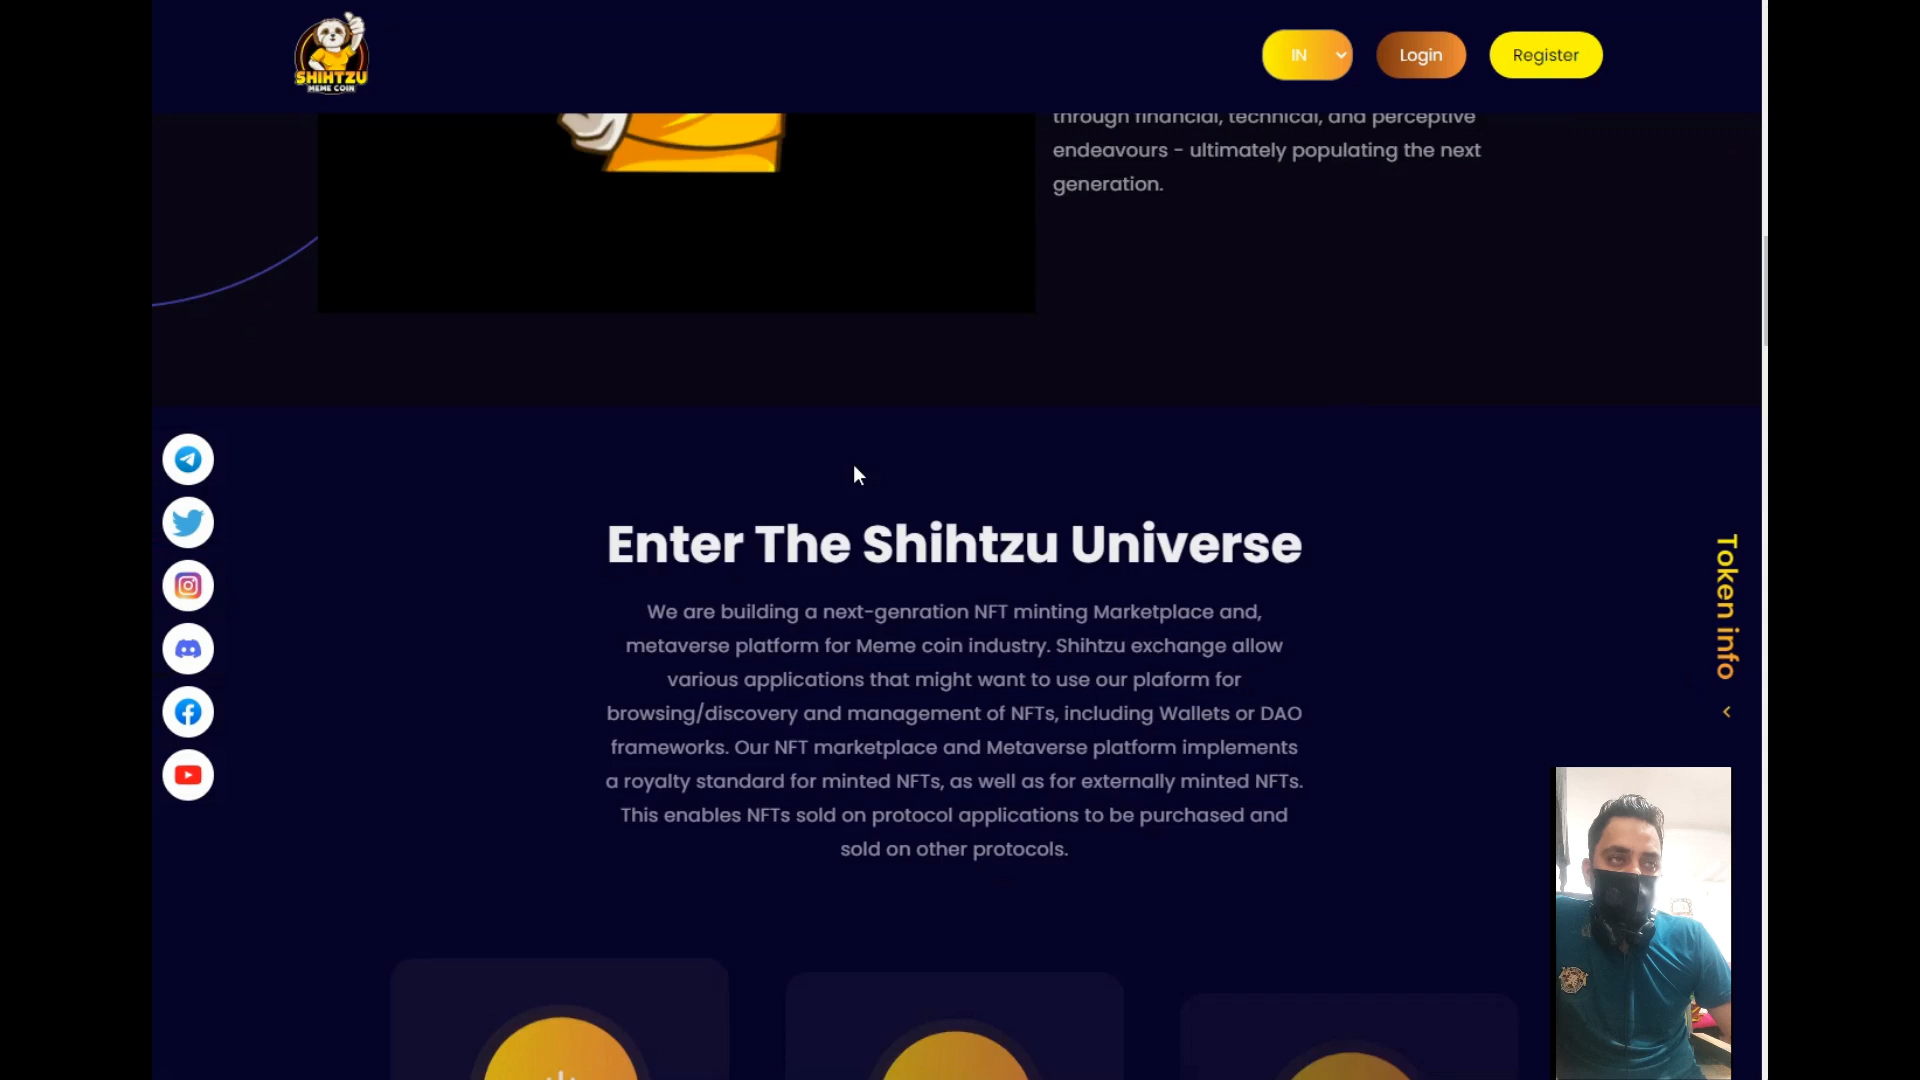 SHIHTZU
MEME COIN
IN
Login
Register
through financial, technical, and perceptive
endeavours - ultimately populating the next
generation.
Enter The Shihtzu Universe
We are building a next-genration NFT minting Marketplace and,
metaverse platform for Meme coin industry. Shihtzu exchange allow
various applications that might want to use our plaform for
browsing/discovery and management of NFTs, including Wallets or DAO
frameworks. Our NFT marketplace and Metaverse platform implements
a royalty standard for minted NFTs, as well as for externally minted NFTs.
This enables NFTs sold on protocol applications to be purchased and
sold on other protocols.
Token info